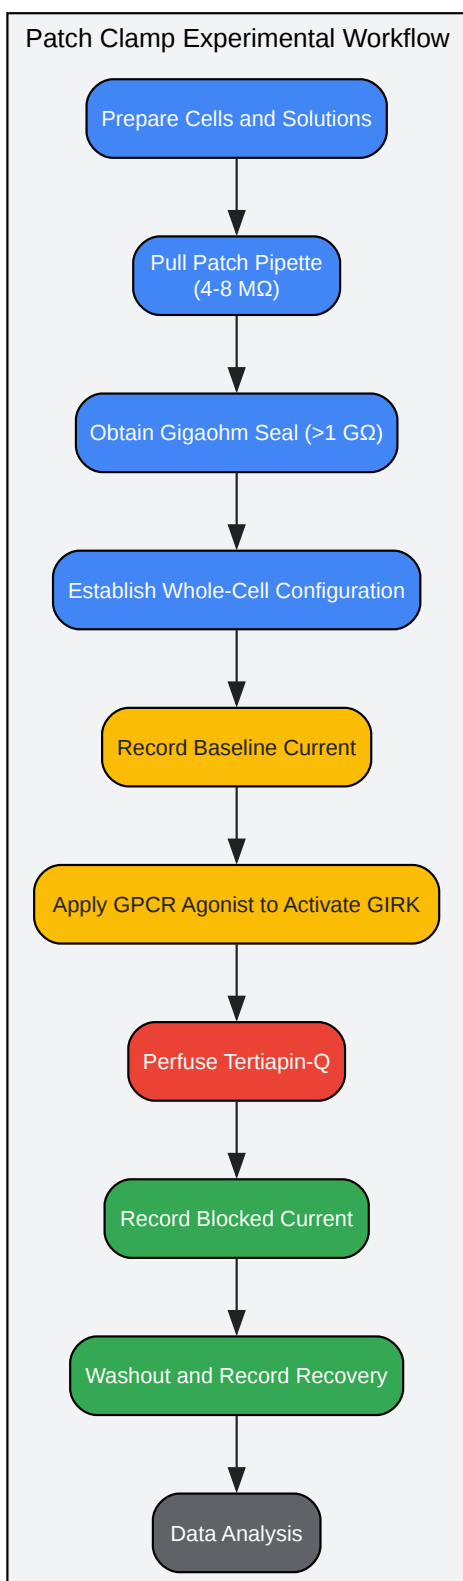 Patch Clamp Experimental Workflow
Prepare Cells and Solutions
Pull Patch Pipette
(4-8 MΩ)
Obtain Gigaohm Seal (>1 GΩ)
Establish Whole-Cell Configuration
Record Baseline Current
Apply GPCR Agonist to Activate GIRK
Perfuse Tertiapin-Q
Record Blocked Current
Washout and Record Recovery
Data Analysis